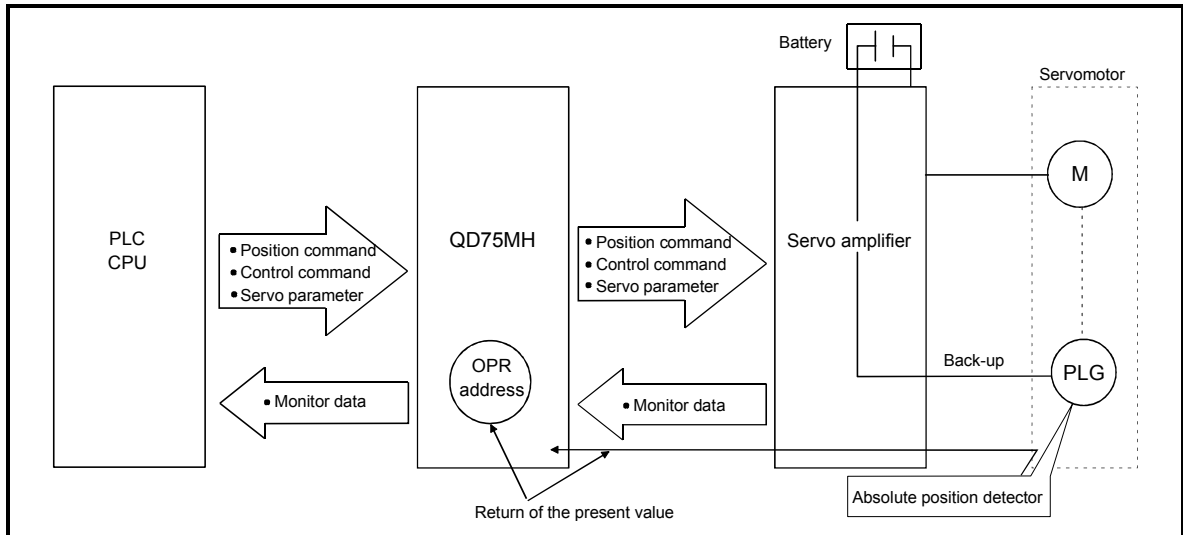 Battery
Servomotor
PLC
CPU
• Position command
• Control command
• Servo parameter
QD75MH
• Position command
• Control command
• Servo parameter
Servo amplifier
M
OPR
address
Back-up
PLG
• Monitor data
• Monitor data
Absolute position detector
Return of the present value